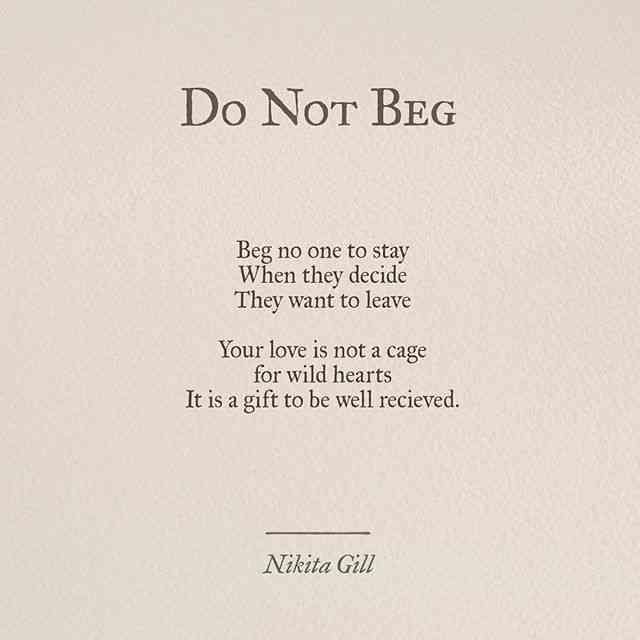 Do Not Beg
Beg no one to stay
When they decide
They want to leave
Your love is not a cage
for wild hearts
It is a gift to be well recieved.
Nikita Gill